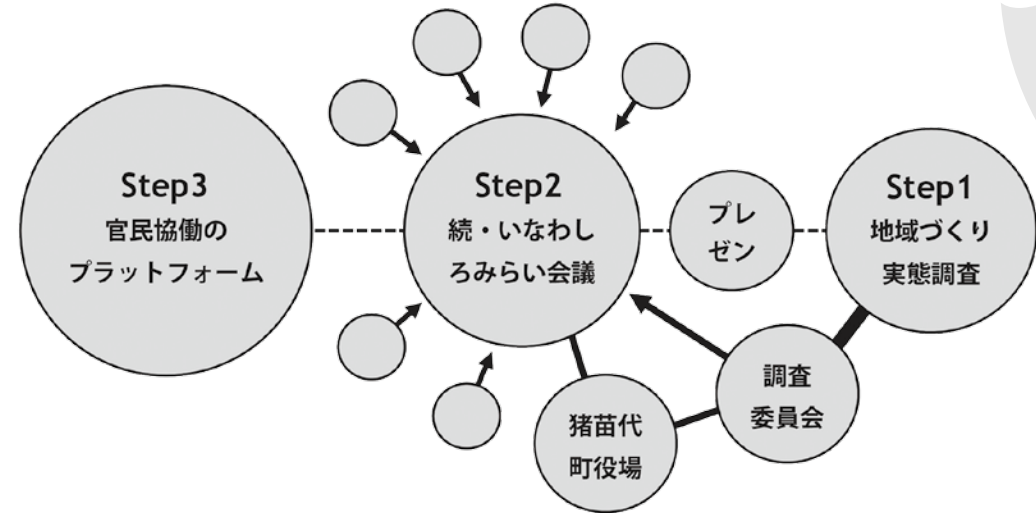 Step3
官民協働の
プラットフォーム
Step2
続・いなわし
ろみらい会議
プレ
ゼン
Step1
地域づくり
実態調査
調査
委員会
猪苗代
町役場